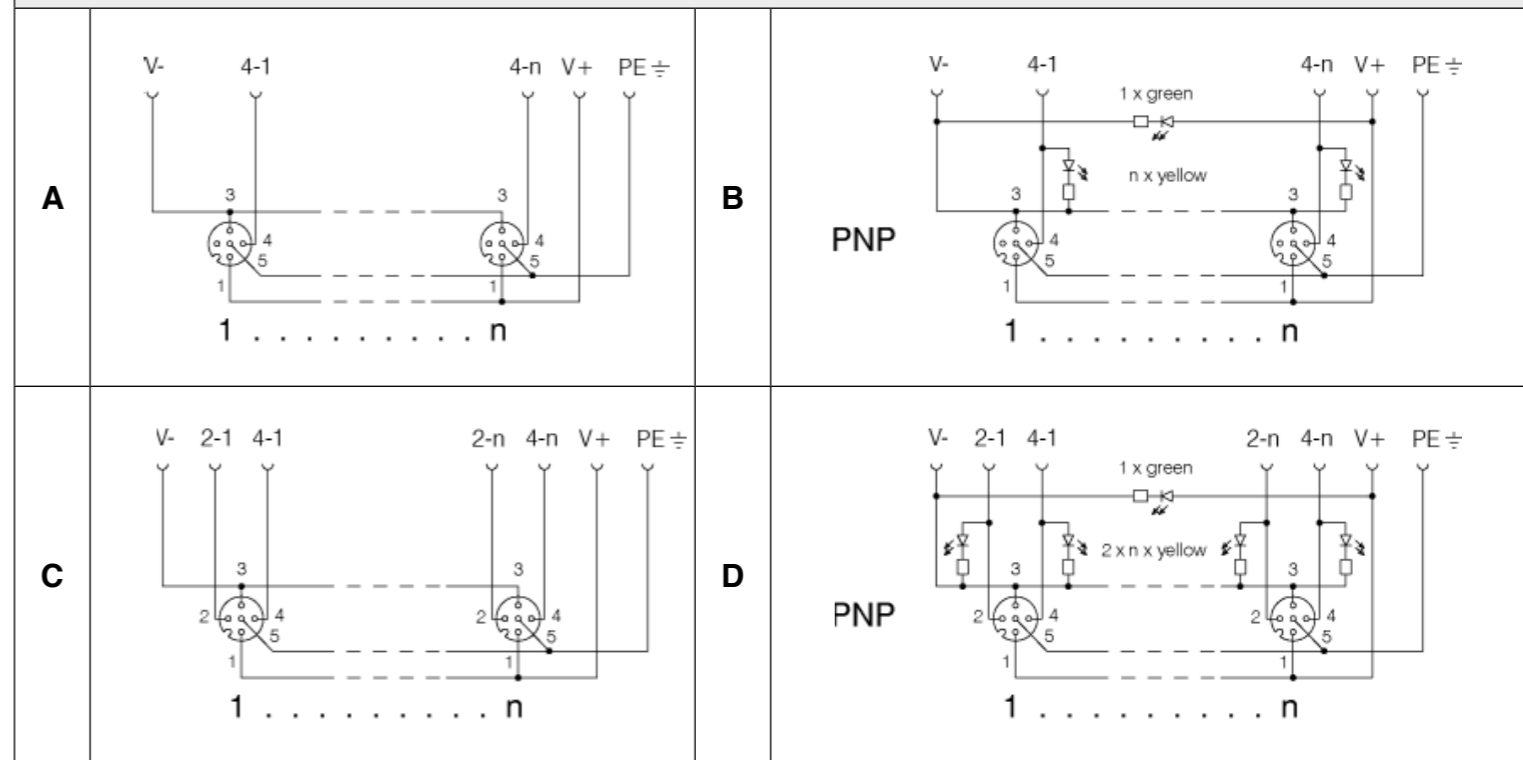 A
V- 4-1 4-n V+ PE
3 3
4 4
5 5
1 1
1 . . . . . . . . . n
B
V- 4-1 4-n V+ PE
1 x green
n x yellow
3 3
PNP
4 4
5 5
1 1
1 . . . . . . . . . n
C
V- 2-1 4-1 2-n 4-n V+ PE
3 3
2 4 2 4
5 5
1 1
1 . . . . . . . . . n
D
V- 2-1 4-1 2-n 4-n V+ PE
1 x green
2 x n x yellow
3 3
PNP
2 4 2 4
5 5
1 1
1 . . . . . . . . . n